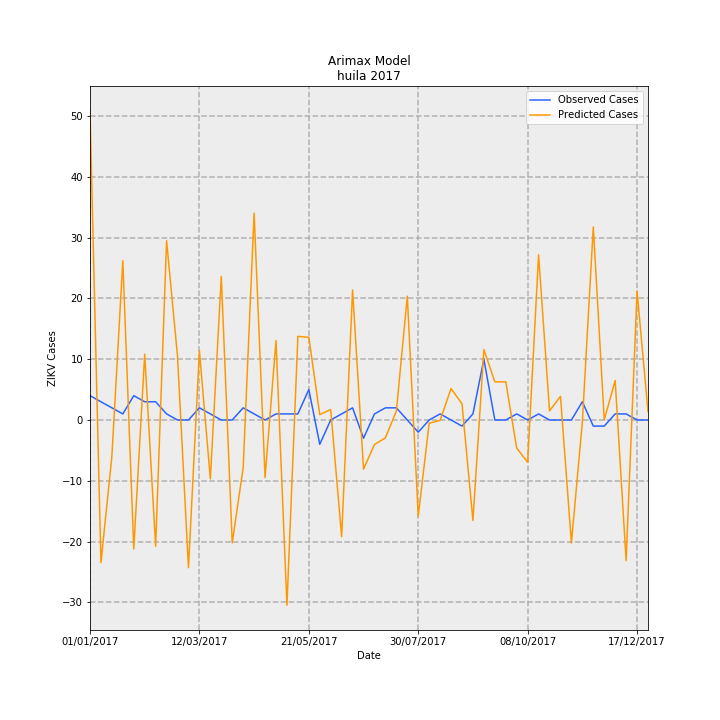 Arimax Model
huila 2017
Observed Cases
Predicted Cases
ZIKV Cases
50
40
30
20
10
0
−10
−20
−30
01/01/2017 12/03/2017 21/05/2017 30/07/2017 08/10/2017 17/12/2017
Date